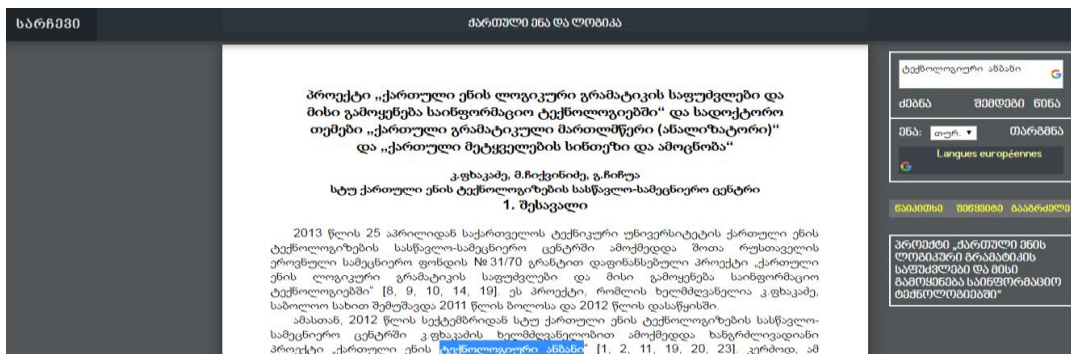 ᲡᲐᲠᲩᲔᲕᲘ
ᲥᲐᲠᲗᲣᲚᲘ ᲔᲜᲐ ᲓᲐ ᲚᲝᲒᲘᲙᲐ
პროექტი „ქართული ენის ლოგიკური გრამატიკის საფუძვლები და
მისი გამოყენება საინფორმაციო ტექნოლოგიებში“ და სადოქტორო
თემები „ქართული გრამატიკული მართლმწერი (ანალიზატორი)“
და „ქართული მეტყველების სინთეზი და ამოცნობა“
კ.ფხაკაძე, მ.ჩიქვინიძე, გ.ჩიჩუა
სტუ ქართული ენის ტექნოლოგიზების სასწავლო-სამეცნიერო ცენტრი
1. შესავალი
2013 წლის 25 აპრილიდან საქართველოს ტექნიკური უნივერსიტეტის ქართული ენის
ტექნოლოგიზების სასწავლო-სამეცნიერო ცენტრში ამოქმედდა შოთა რუსთაველის
ეროვნული სამეცნიერო ფონდის № 31/70 გრანტით დაფინანსებული პროექტი „ქართული
ენის ლოგიკური გრამატიკის საფუძვლები და მისი გამოყენება საინფორმაციო
ტექნოლოგიებში“ [8, 9, 10, 14, 19]. ეს პროექტი, რომლის ხელმძღვანელია კ.ფხაკაძე,
საბოლოო სახით შემუშავდა 2011 წლის ბოლოსა და 2012 წლის დასაწყისში.
ამასთან, 2012 წლის სექტემბრიდან სტუ ქართული ენის ტექნოლოგიზების სასწავლო-
სამეცნიერო ცენტრში კ.ფხაკაძის ხელმძღვანელობით ამოქმედდა ხანგრძლივადიანი
პროექტი „ქართული ენის ტექნოლოგიური ანბანი“ [1, 2, 11, 19, 20, 23]. კერძოდ, ამ
ტექნოლოგიური ანბანი
ᲫᲔᲑᲜᲐ ᲨᲔᲛᲓᲔᲒᲘ ᲬᲘᲜᲐ
ᲔᲜᲐ: თურ. ᲗᲐᲠᲒᲛᲜᲐ
Langues européennes
ᲬᲐᲘᲙᲘᲗᲮᲔ ᲨᲔᲬᲧᲕᲘᲢᲔ ᲒᲐᲐᲒᲠᲫᲔᲚᲔ
ᲞᲠᲝᲔᲥᲢᲘ „ᲥᲐᲠᲗᲣᲚᲘ ᲔᲜᲘᲡ
ᲚᲝᲒᲘᲙᲣᲠᲘ ᲒᲠᲐᲛᲐᲢᲘᲙᲘᲡ
ᲡᲐᲤᲣᲫᲕᲚᲔᲑᲘ ᲓᲐ ᲛᲘᲡᲘ
ᲒᲐᲛᲝᲧᲔᲜᲔᲑᲐ ᲡᲐᲘᲜᲤᲝᲠᲛᲐᲪᲘᲝ
ᲢᲔᲥᲜᲝᲚᲝᲒᲘᲔᲑᲨᲘ“